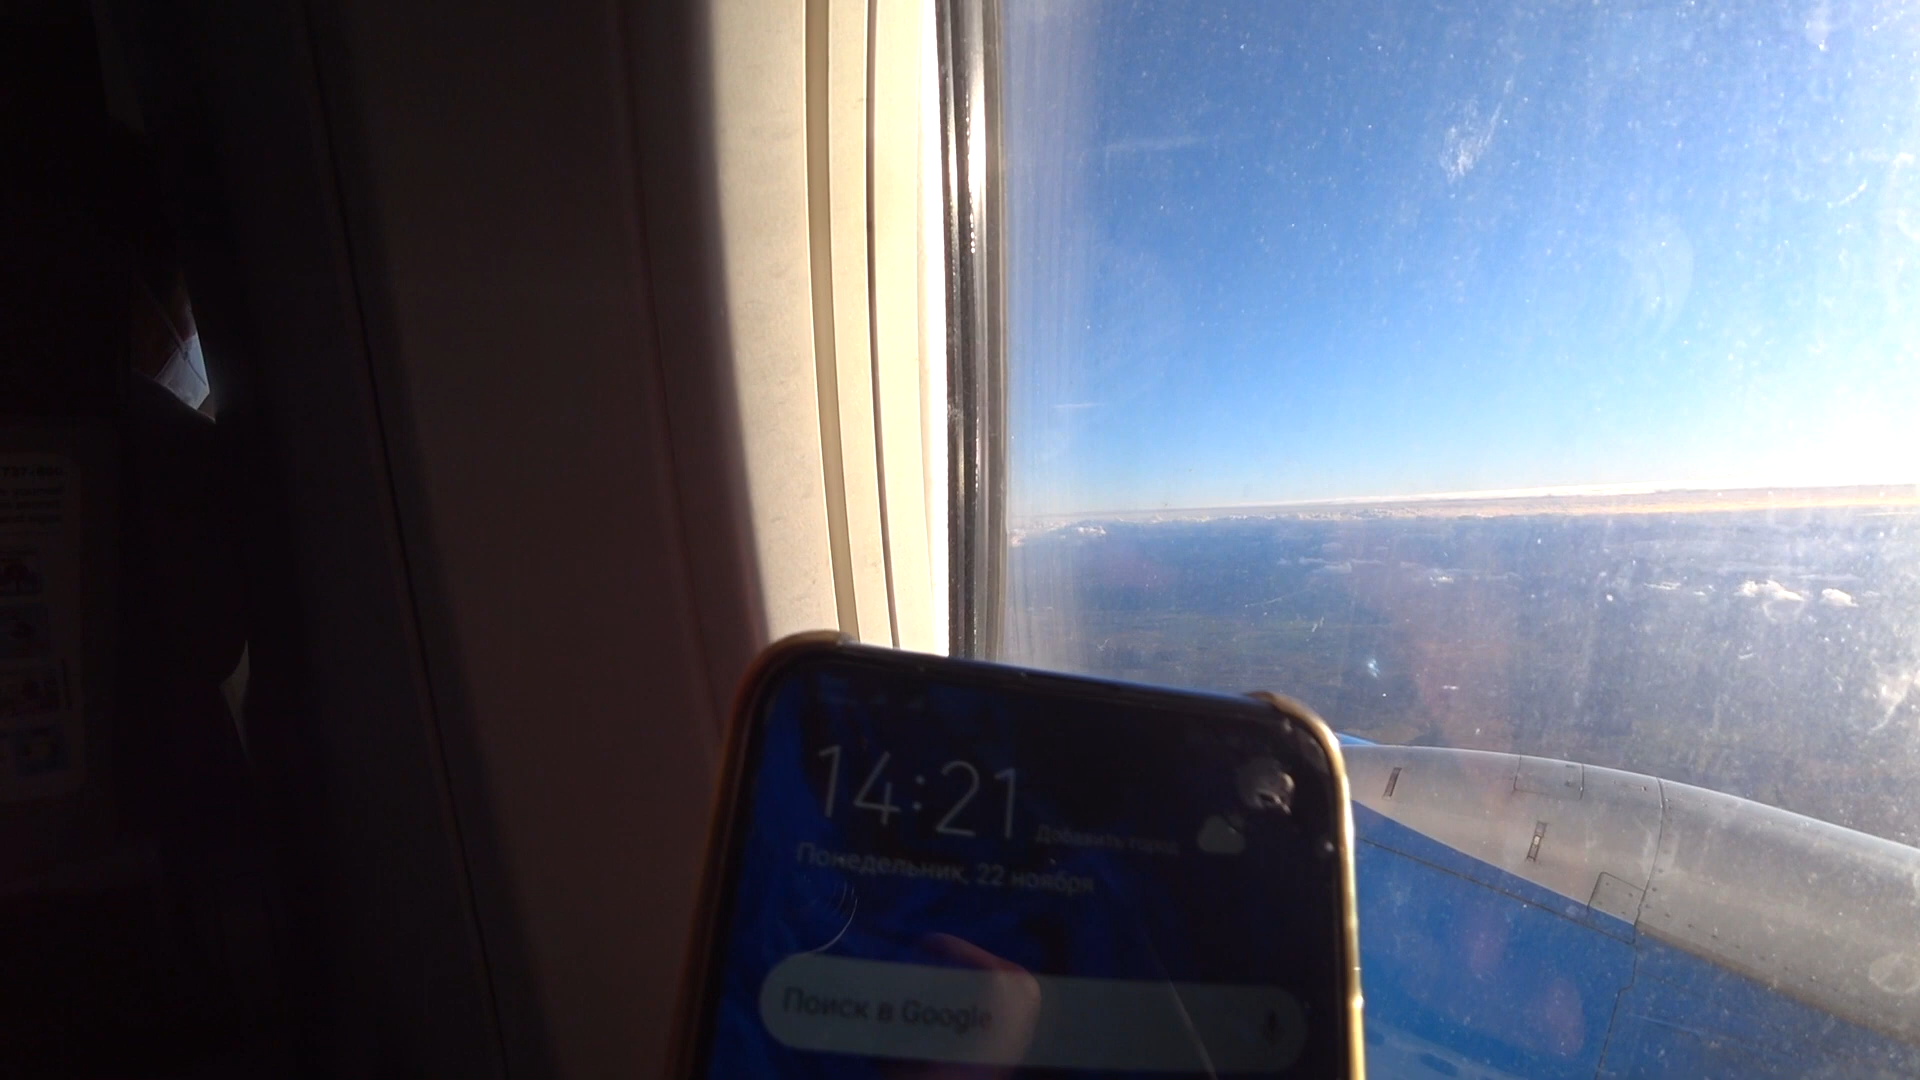 14:21
Добавить город
Понедельник, 22 ноября
Поиск в Google